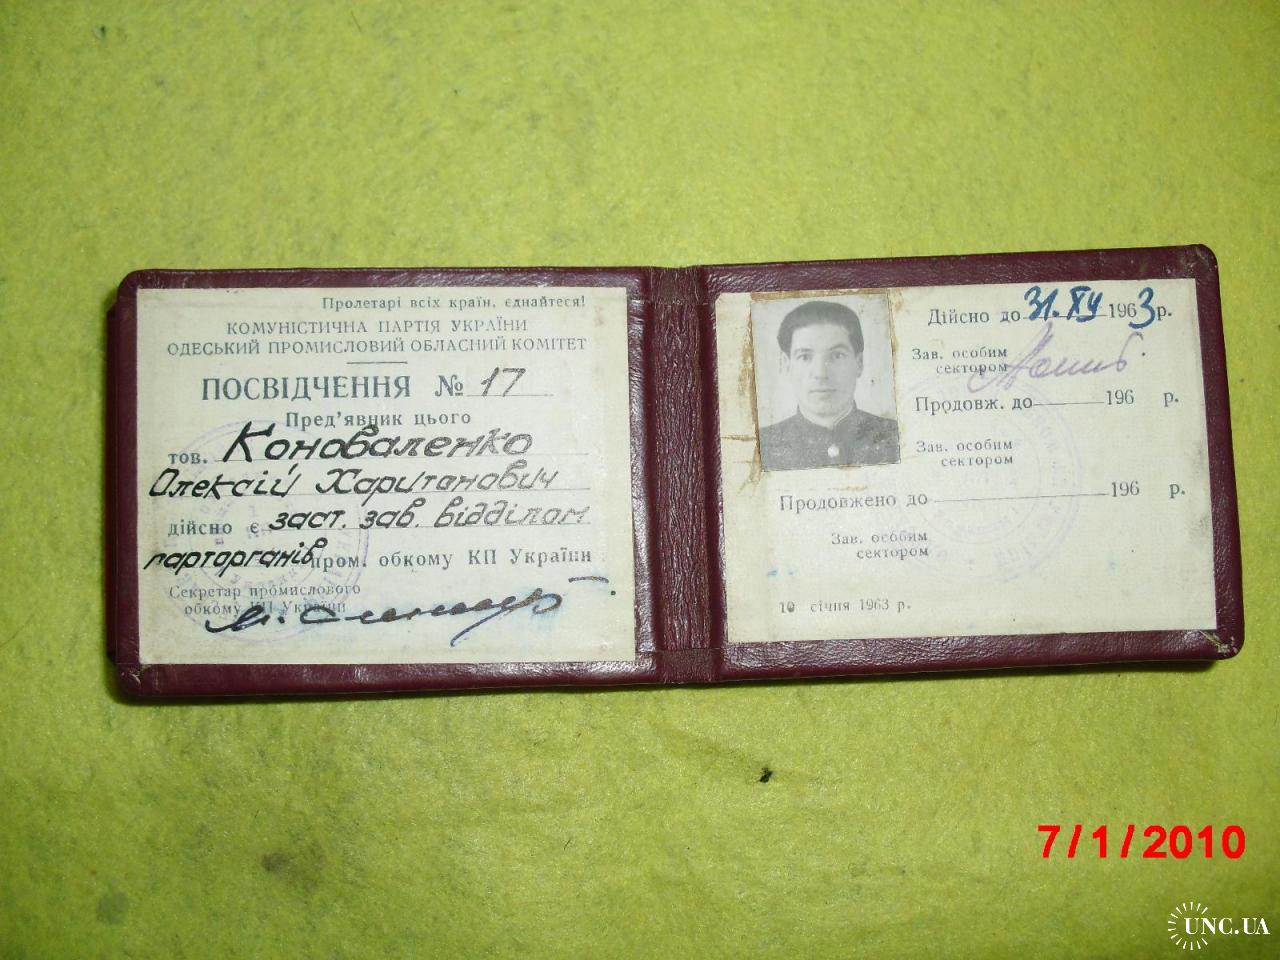 Пролетарі всіх країн, єднайтеся!
КОМУНІСТИЧНА ПАРТІЯ УКРАЇНИ
ОДЕСЬКИЙ ПРОМИСЛОВИЙ ОБЛАСНИЙ КОМІТЕТ
ПОСВІДЧЕННЯ № 17
Пред'явник цього
тов. Коноваленко
Олексій Хаританович
дійсно є заст. зав. відділом
парторганів пром. обкому КП України
Секретар промислового
обкому КП України
Дійсно до 31.XII 1963 р.
Зав. особим
сектором
Продовж. до 196 р.
Зав. особим
сектором
Продовжено до 196 р.
Зав. особим
сектором
10 січня 1963 р.
7/1/2010
UNC.UA